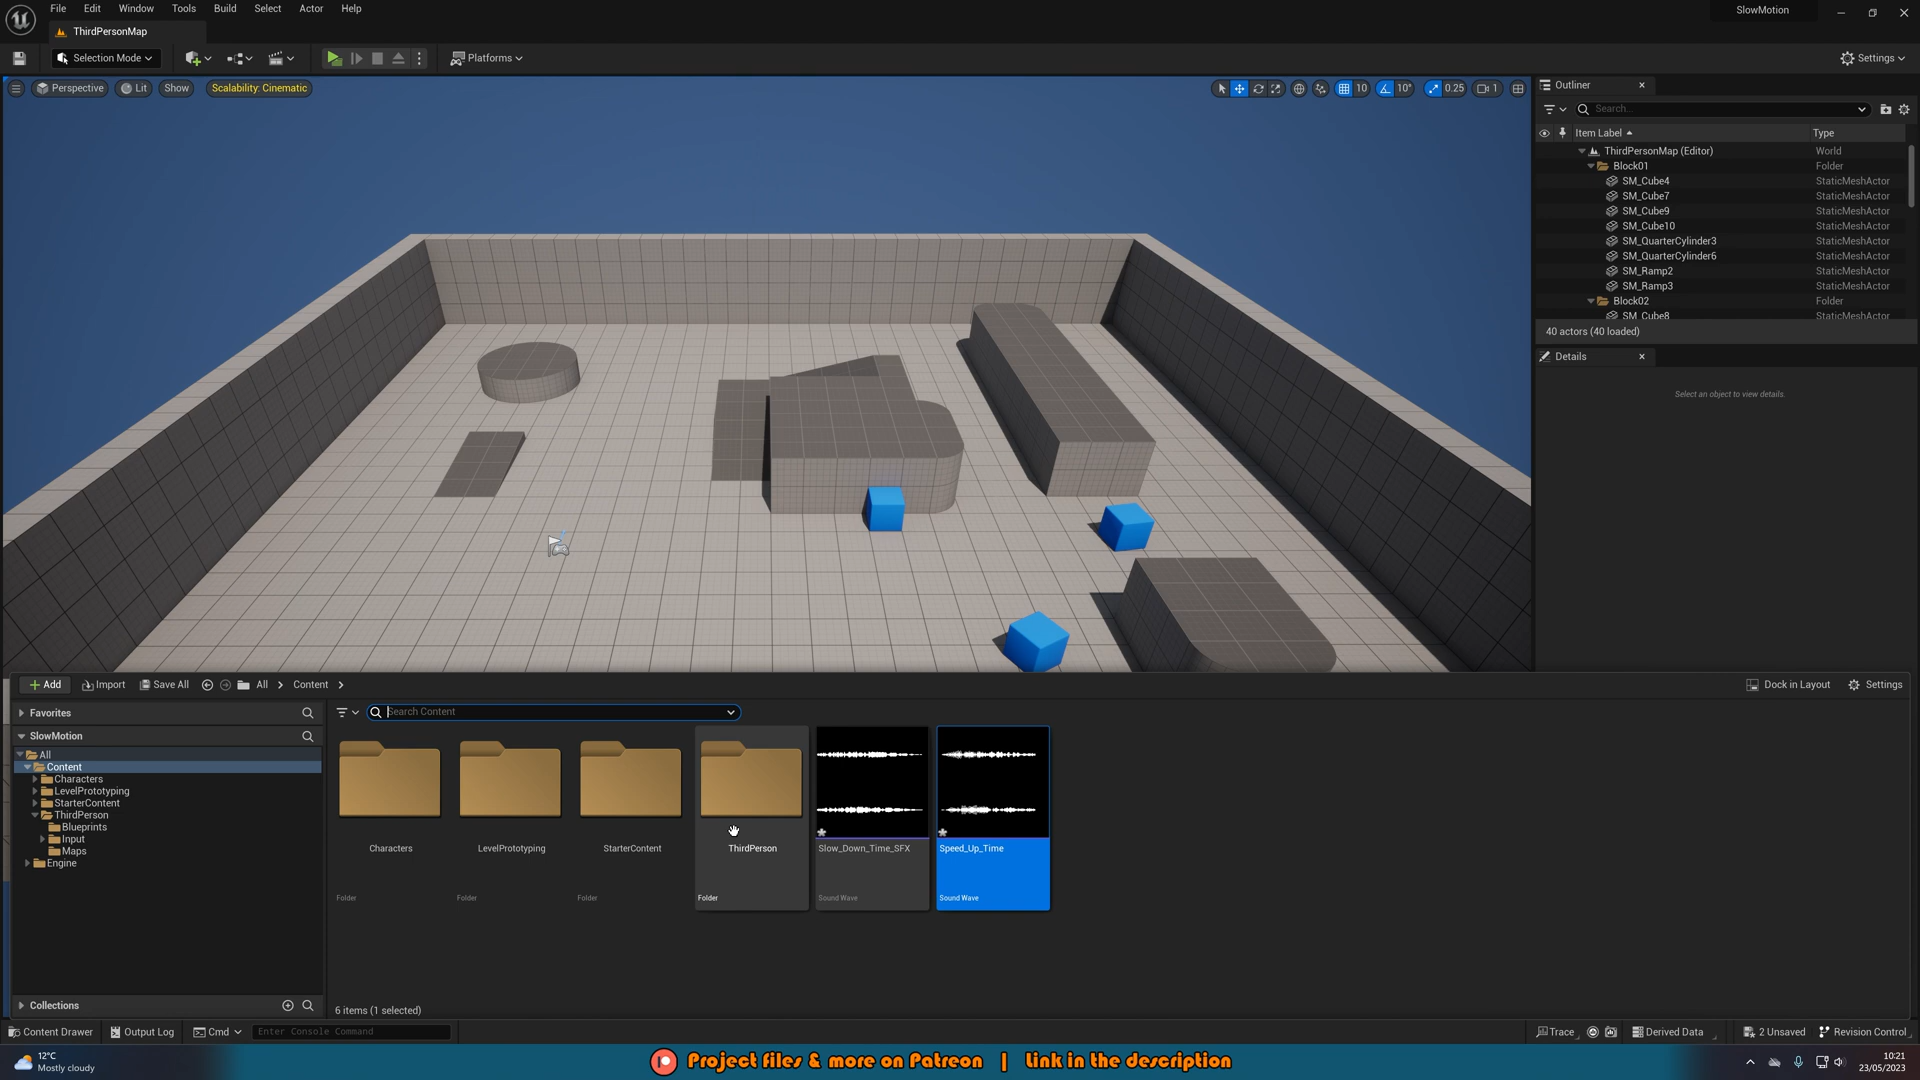 File Edit Window Tools Build Select Actor Help
SlowMotion
ThirdPersonMap
Selection Mode
Platforms
Settings
Perspective Lit Show Scalability: Cinematic
10 10° 0.25 1
Outliner
Search...
Item Label Type
ThirdPersonMap (Editor) World
Block01 Folder
SM_Cube4 StaticMeshActor
SM_Cube7 StaticMeshActor
SM_Cube9 StaticMeshActor
SM_Cube10 StaticMeshActor
SM_QuarterCylinder3 StaticMeshActor
SM_QuarterCylinder6 StaticMeshActor
SM_Ramp2 StaticMeshActor
SM_Ramp3 StaticMeshActor
Block02 Folder
SM_Cube8 StaticMeshActor
40 actors (40 loaded)
Details
Select an object to view details.
Add Import Save All All Content
Dock in Layout Settings
Favorites
Search Content
SlowMotion
All
Content
Characters
LevelPrototyping
StarterContent
ThirdPerson
Blueprints
Input
Maps
Engine
Characters LevelPrototyping StarterContent ThirdPerson Slow_Down_Time_SFX Speed_Up_Time
Folder Folder Folder Folder Sound Wave Sound Wave
Collections
6 items (1 selected)
Content Drawer Output Log Cmd Enter Console Command
Trace Derived Data 2 Unsaved Revision Control
12°C
Mostly cloudy
Project files & more on Patreon | Link in the description
10:21
23/05/2023